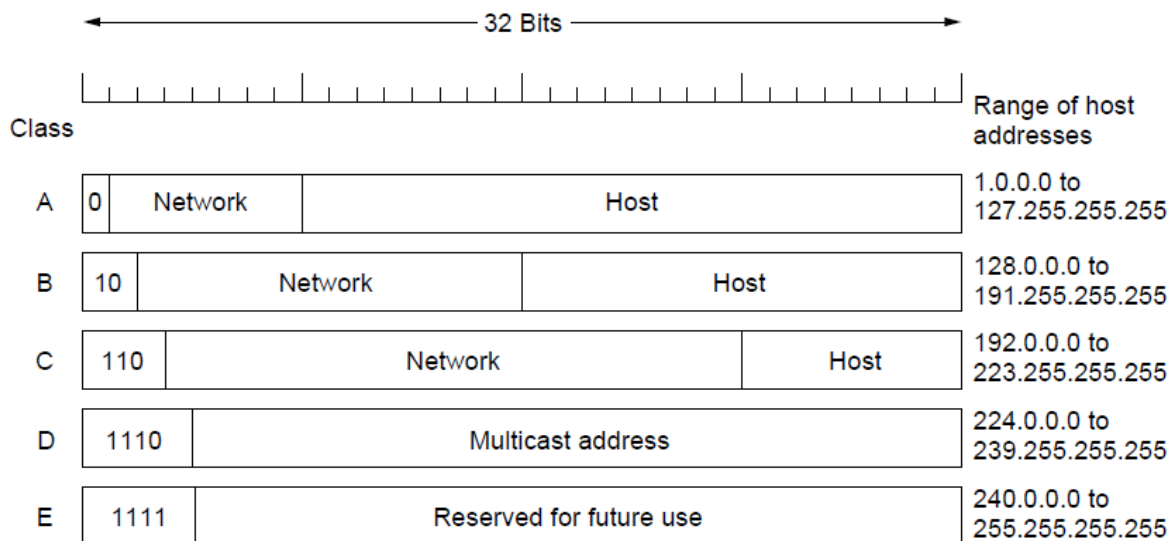 32 Bits
Class
Range of host
addresses
A
0
Network
Host
1.0.0.0 to
127.255.255.255
B
10
Network
Host
128.0.0.0 to
191.255.255.255
C
110
Network
Host
192.0.0.0 to
223.255.255.255
D
1110
Multicast address
224.0.0.0 to
239.255.255.255
E
1111
Reserved for future use
240.0.0.0 to
255.255.255.255